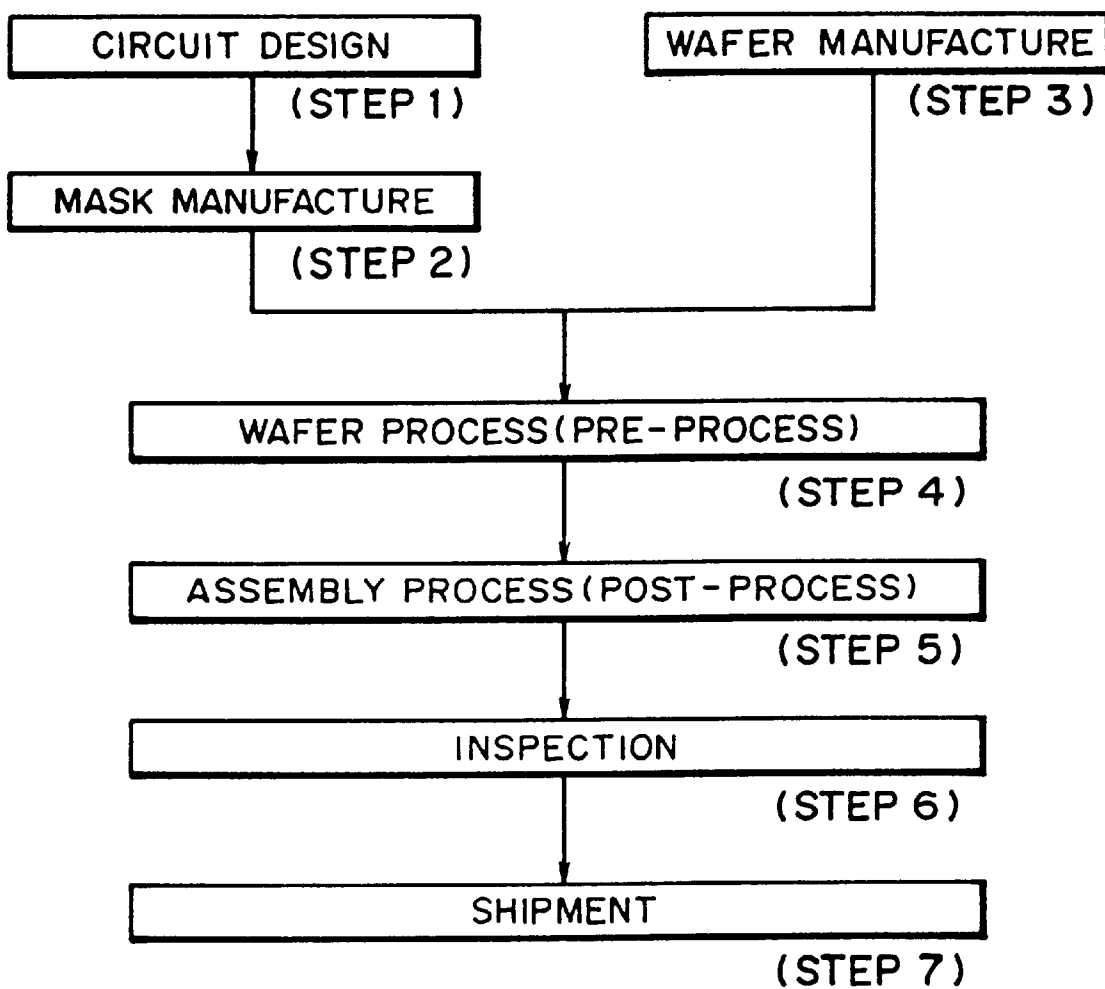 CIRCUIT DESIGN
(STEP 1)
MASK MANUFACTURE
(STEP 2)
WAFER MANUFACTURE
(STEP 3)
WAFER PROCESS (PRE-PROCESS)
(STEP 4)
ASSEMBLY PROCESS (POST-PROCESS)
(STEP 5)
INSPECTION
(STEP 6)
SHIPMENT
(STEP 7)